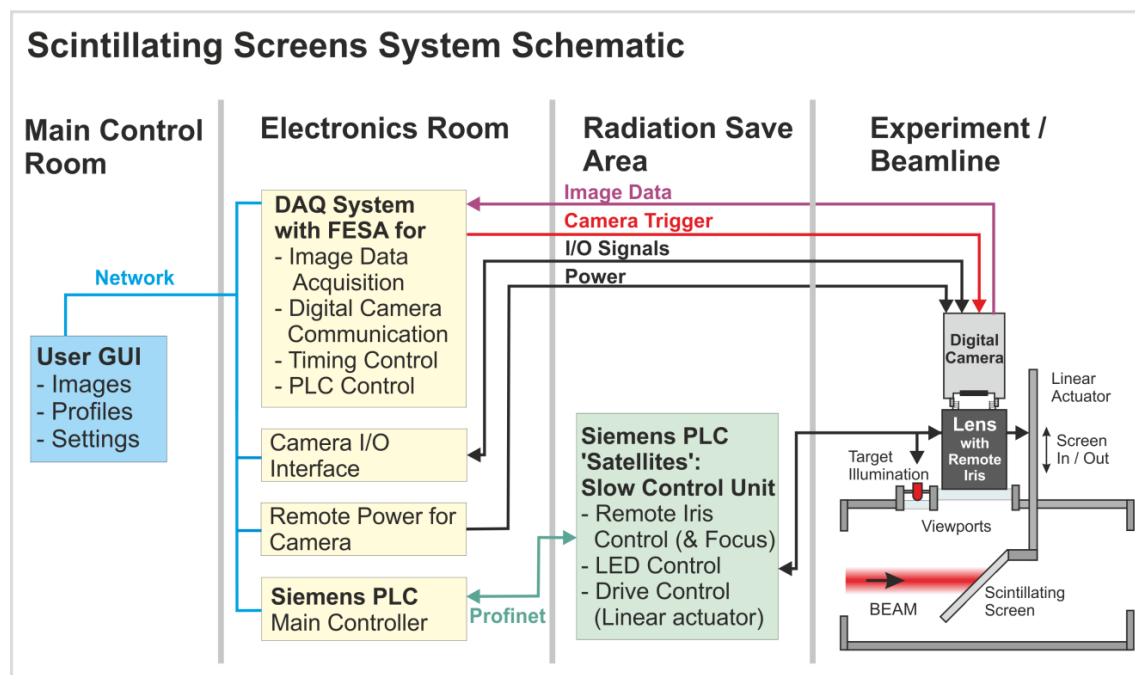 Scintillating Screens System Schematic
Main Control
Room
Electronics Room
Radiation Save
Area
Experiment /
Beamline
Network
User GUI
- Images
- Profiles
- Settings
DAQ System
with FESA for
- Image Data
Acquisition
- Digital Camera
Communication
- Timing Control
- PLC Control
Camera I/O
Interface
Remote Power for
Camera
Siemens PLC
Main Controller
Profinet
Image Data
Camera Trigger
I/O Signals
Power
Siemens PLC
'Satellites':
Slow Control Unit
- Remote Iris
Control (& Focus)
- LED Control
- Drive Control
(Linear actuator)
Digital
Camera
Lens
with
Remote
Iris
Linear
Actuator
Screen
In / Out
Target
Illumination
Viewports
BEAM
Scintillating
Screen